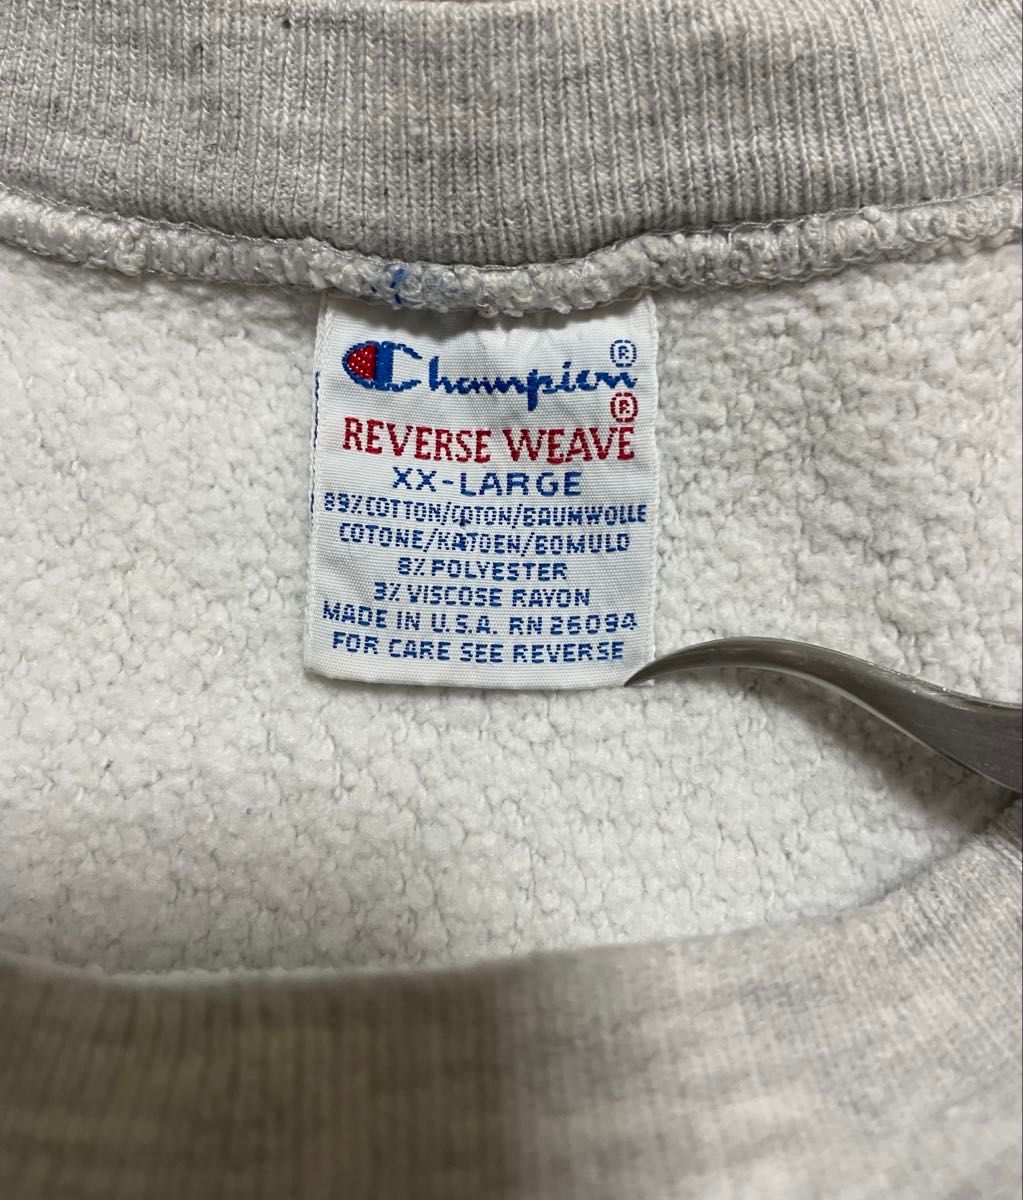 Champion®
REVERSE WEAVE®
XX-LARGE
89% COTTON/COTON/BAUMWOLLE
COTONE/KATOEN/BOMULD
8% POLYESTER
3% VISCOSE RAYON
MADE IN U.S.A. RN 26094
FOR CARE SEE REVERSE